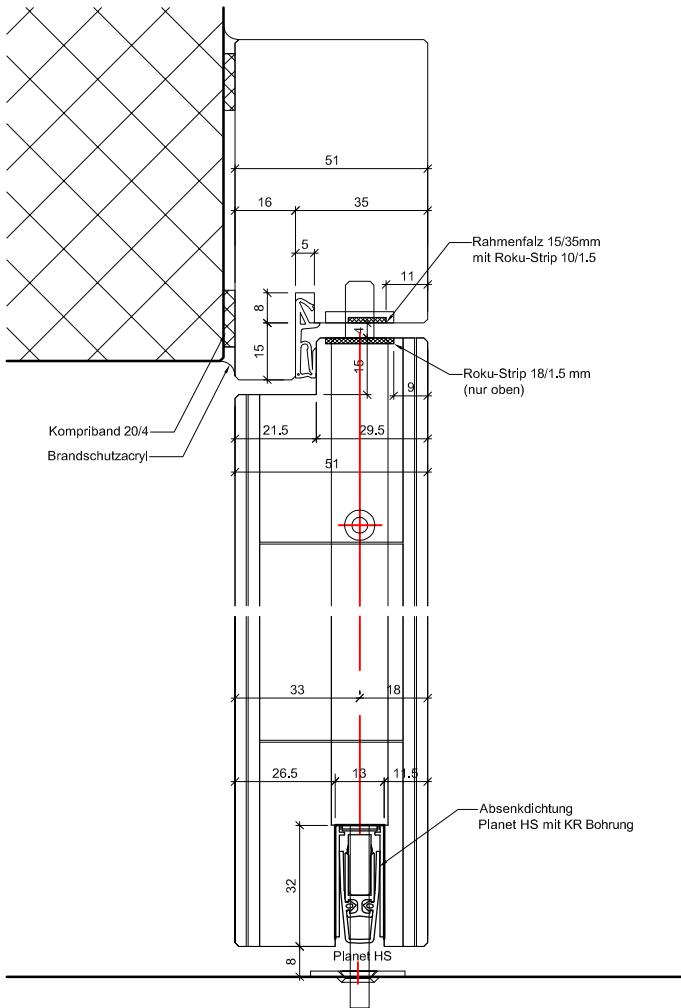 51
16
35
5
11
Rahmenfalz 15/35mm
mit Roku-Strip 10/1.5
8
4
15
15
9
Roku-Strip 18/1.5 mm
(nur oben)
Kompriband 20/4
Brandschutzacryl
21.5
29.5
51
33
18
26.5
13
11.5
Absenkdichtung
Planet HS mit KR Bohrung
32
Planet HS
8